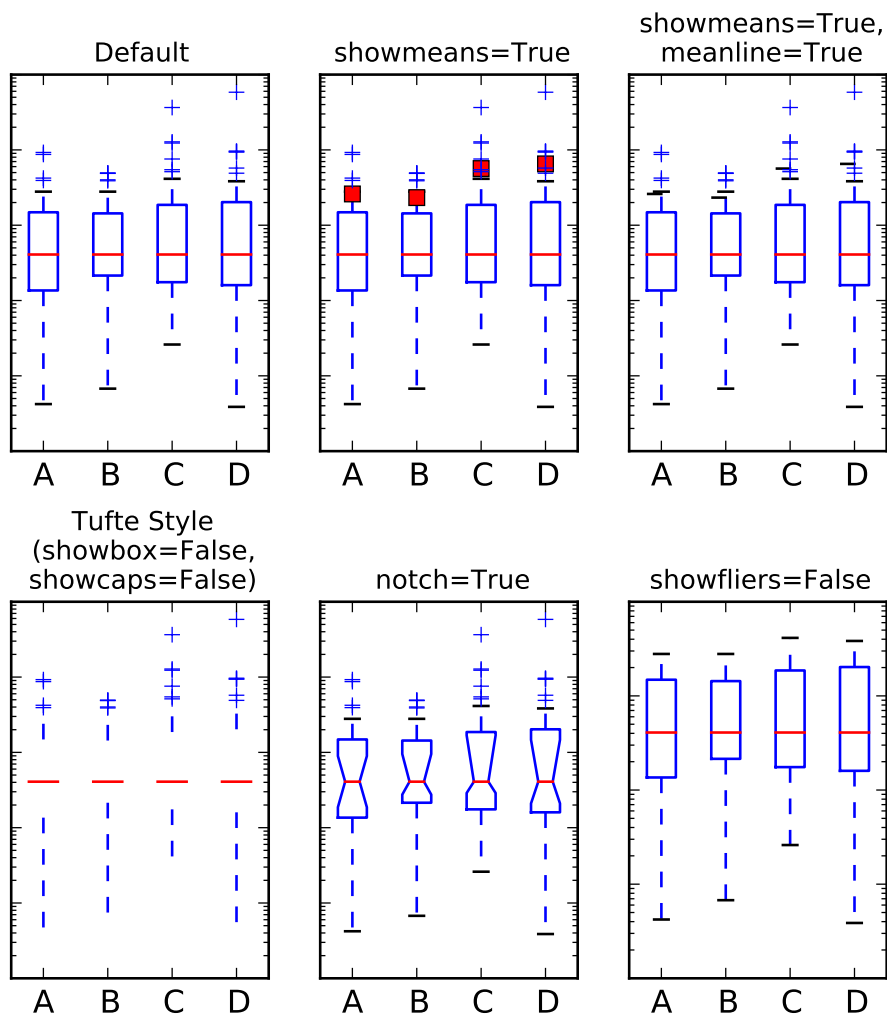 Default
showmeans=True
showmeans=True,
meanline=True
A B C D
A B C D
A B C D
Tufte Style
(showbox=False,
showcaps=False)
notch=True
showfliers=False
A B C D
A B C D
A B C D